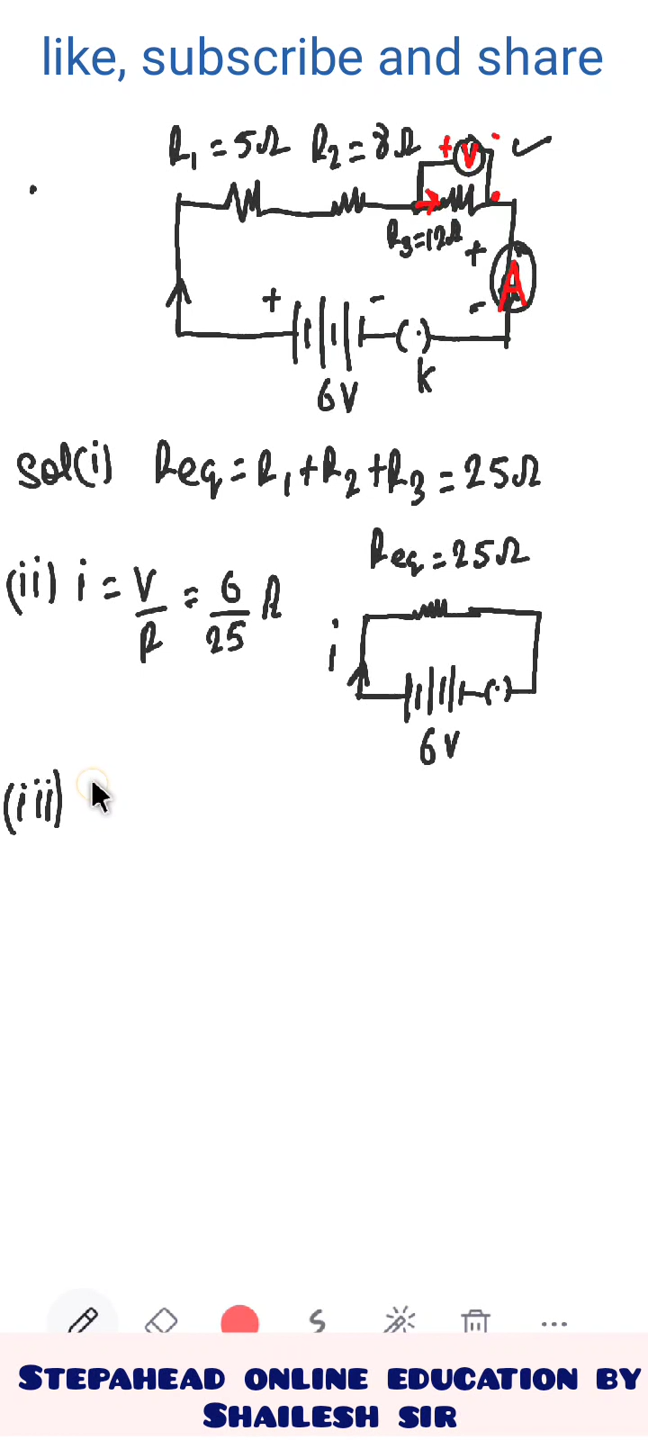 like, subscribe and share
R₁ = 5Ω R₂ = 8Ω + V
R₃ = 12Ω
+
A
-
+ -
6V K
Sol(i) Req = R₁ + R₂ + R₃ = 25Ω
Req = 25Ω
(ii) i = V/R = 6/25 A
i
6V
(iii)
S
STEPAHEAD ONLINE EDUCATION BY
SHAILESH SIR